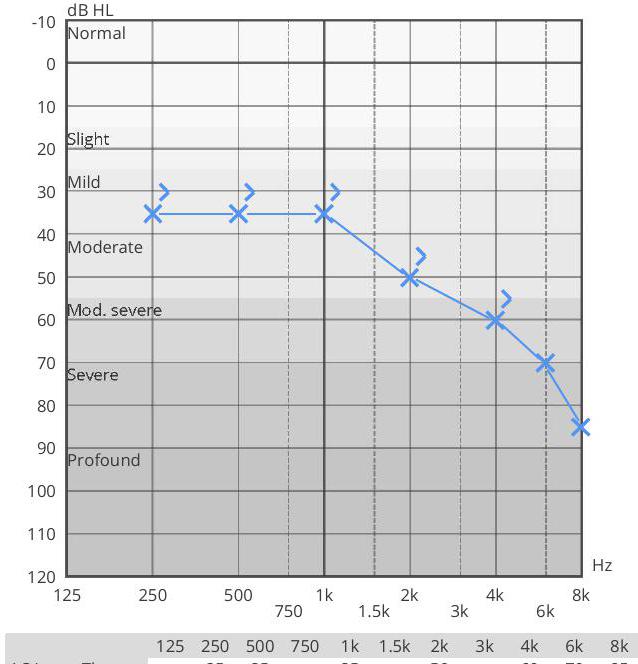 dB HL
-10
Normal
0
10
Slight
20
Mild
30
40
Moderate
50
Mod. severe
60
70
Severe
80
90
Profound
100
110
120
Hz
125 250 500 1k 2k 4k 8k
750 1.5k 3k 6k
125 250 500 750 1k 1.5k 2k 3k 4k 6k 8k